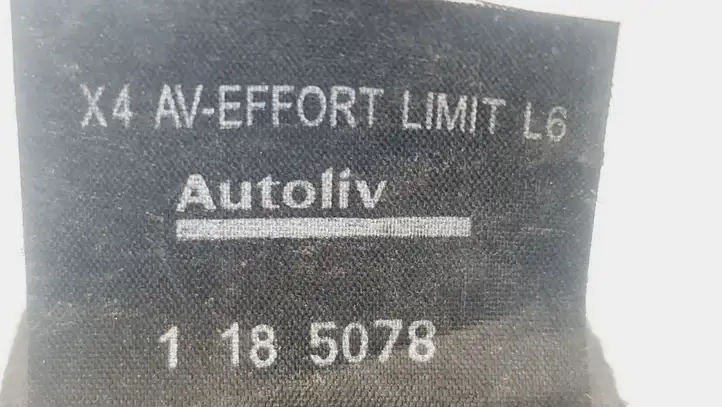 X4 AV-EFFORT LIMIT L6
Autoliv
1 18 5078